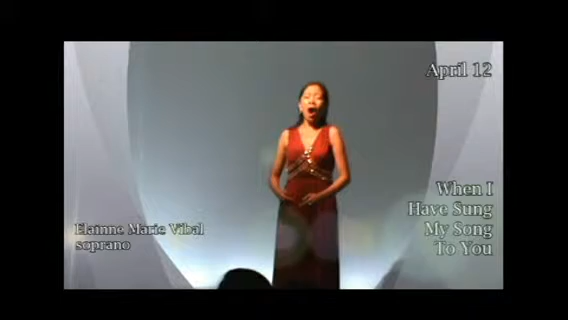 April 12
When I
Have Sung
My Song
To You
Elainne Marie Vibal
soprano